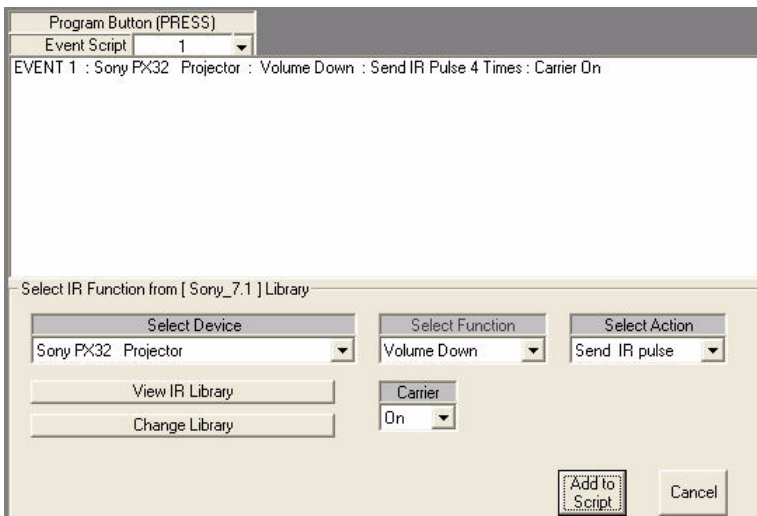 Program Button (PRESS)
Event Script 1
EVENT 1 : Sony PX32 Projector : Volume Down : Send IR Pulse 4 Times : Carrier On
Select IR Function from [ Sony_7.1 ] Library
Select Device Select Function Select Action
Sony PX32 Projector Volume Down Send IR pulse
View IR Library Carrier
Change Library On
Add to
Script Cancel